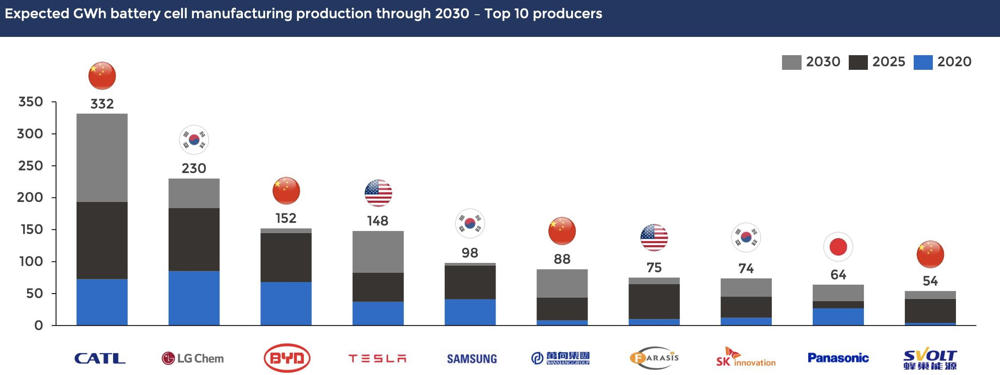 Expected GWh battery cell manufacturing production through 2030 – Top 10 producers
2030 2025 2020
350
300
250
200
150
100
50
0
332
230
152
148
98
88
75
74
64
54
CATL
LG Chem
BYD
TESLA
SAMSUNG
萬向集團
WANXIANG GROUP
FARASIS
SK innovation
Panasonic
SVOLT
蜂巢能源